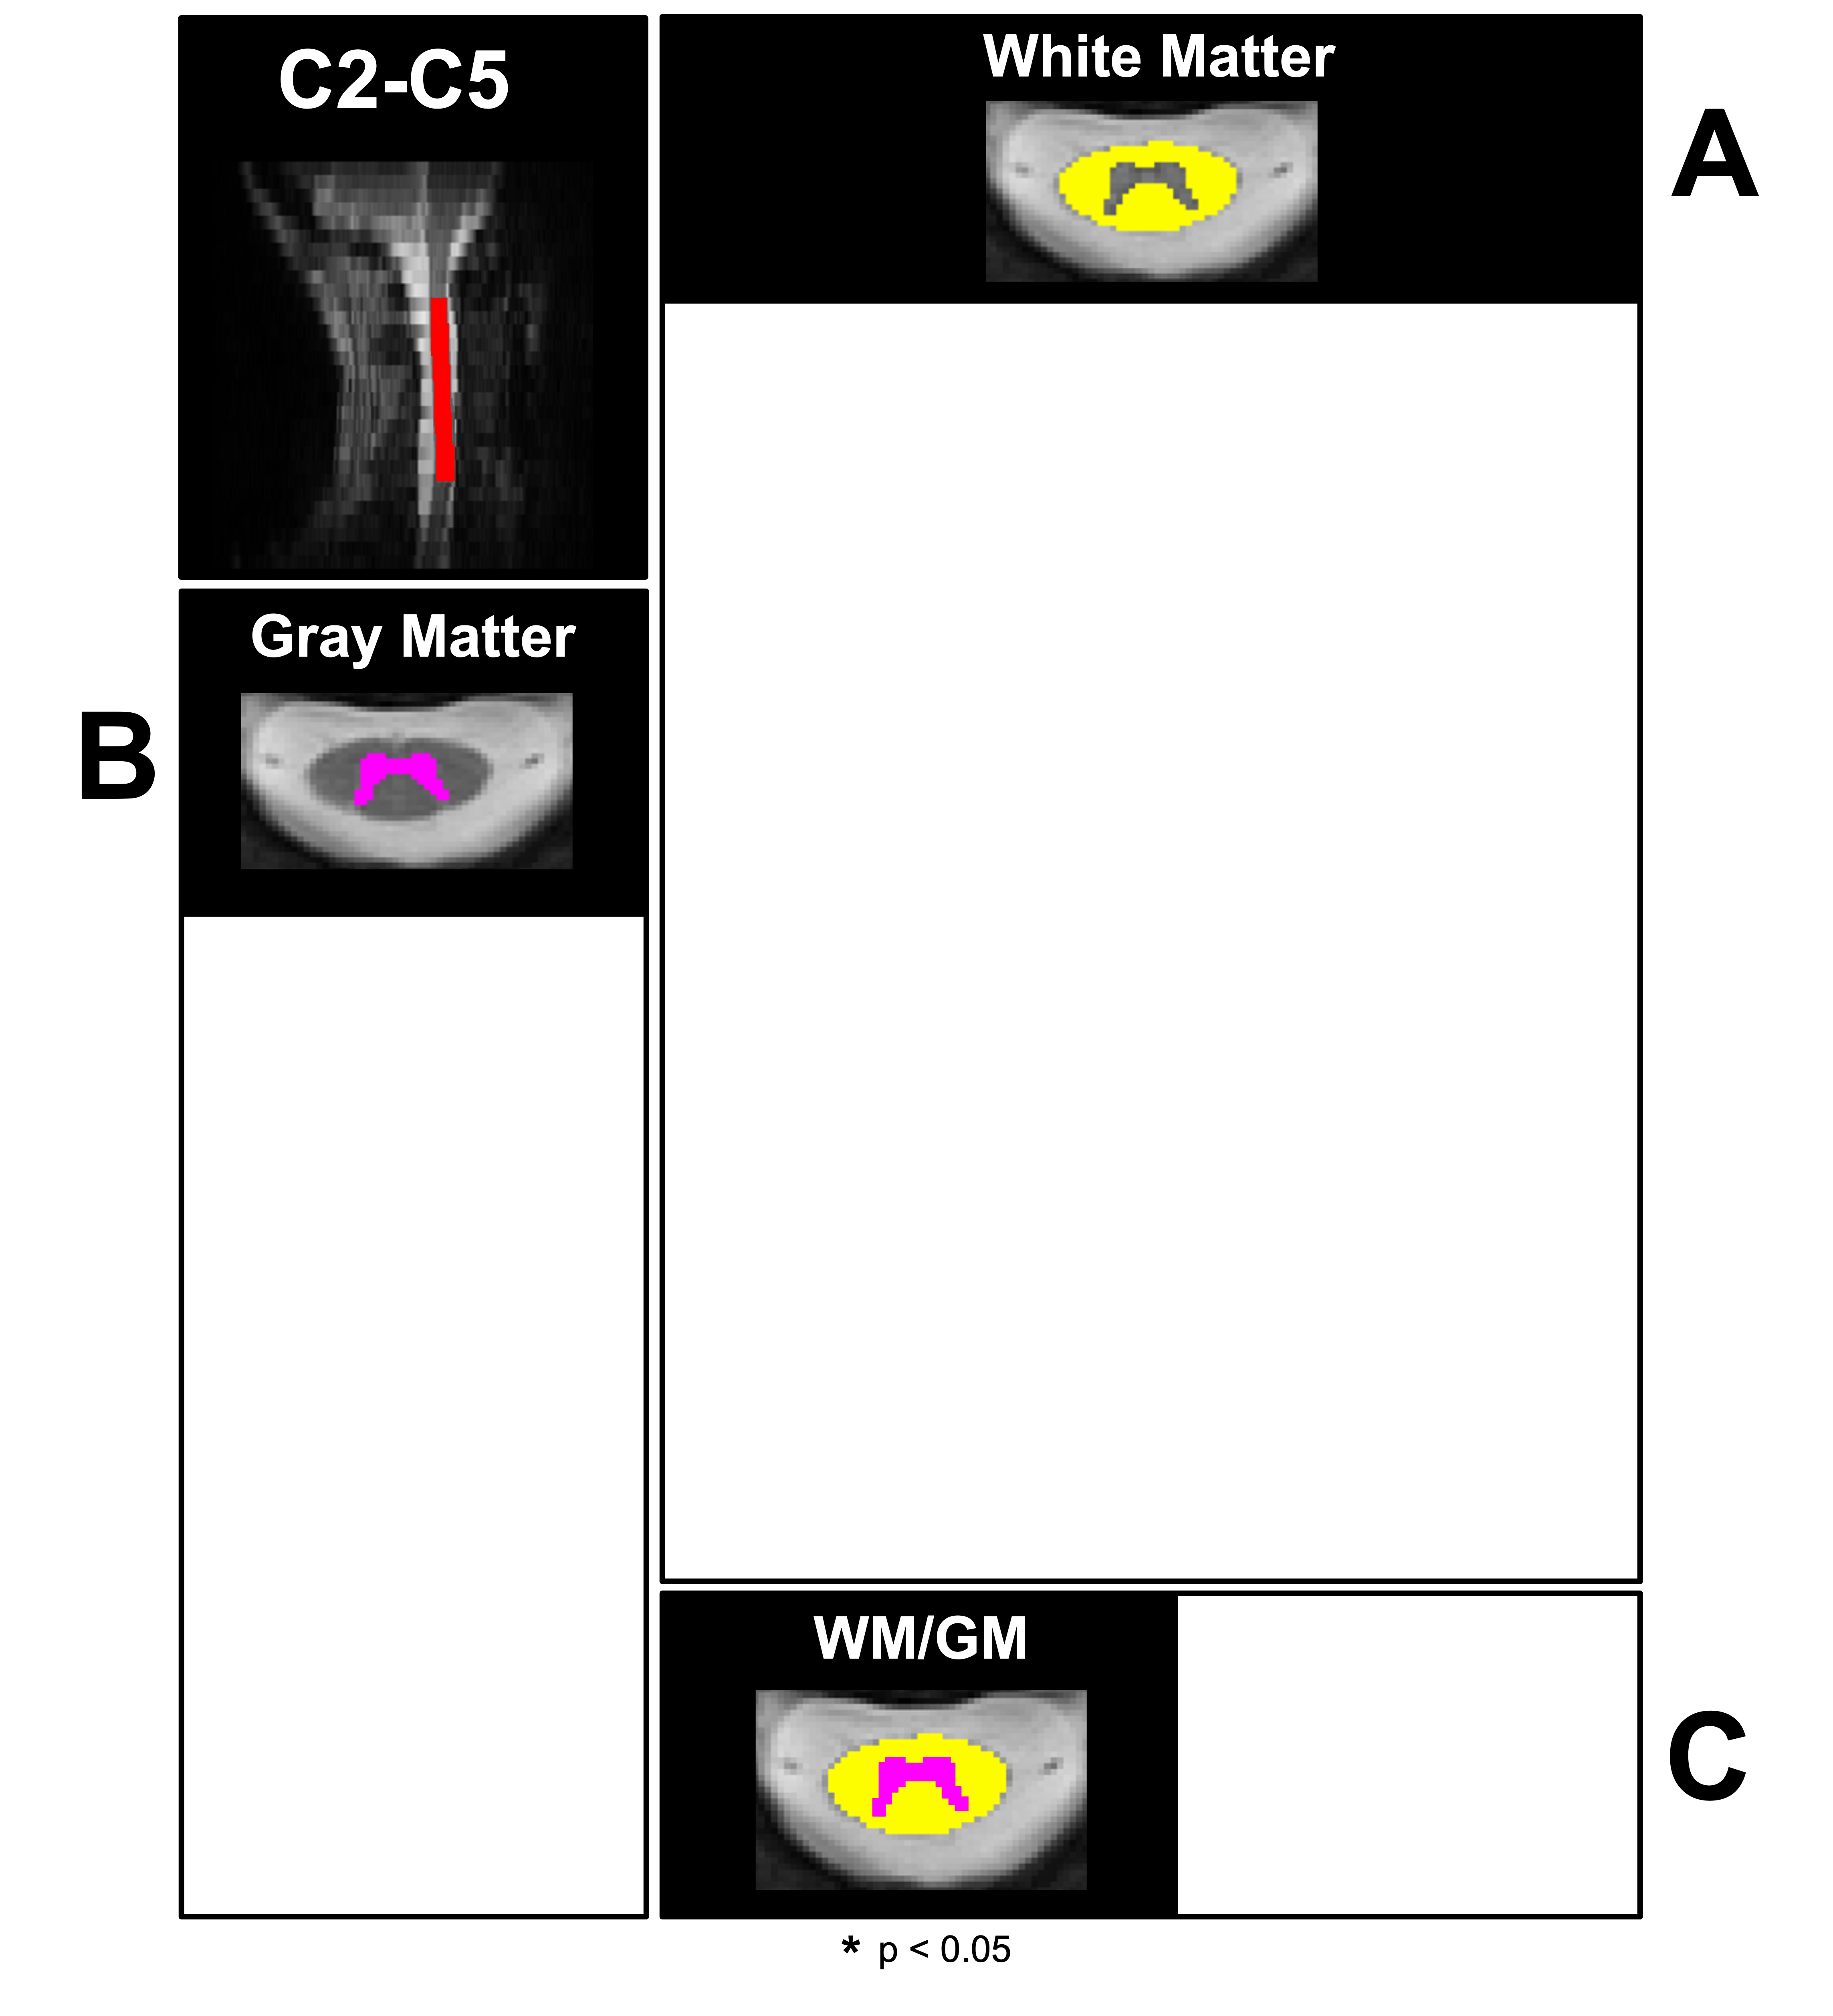 C2-C5
White Matter
A
Gray Matter
B
WM/GM
C
* p < 0.05